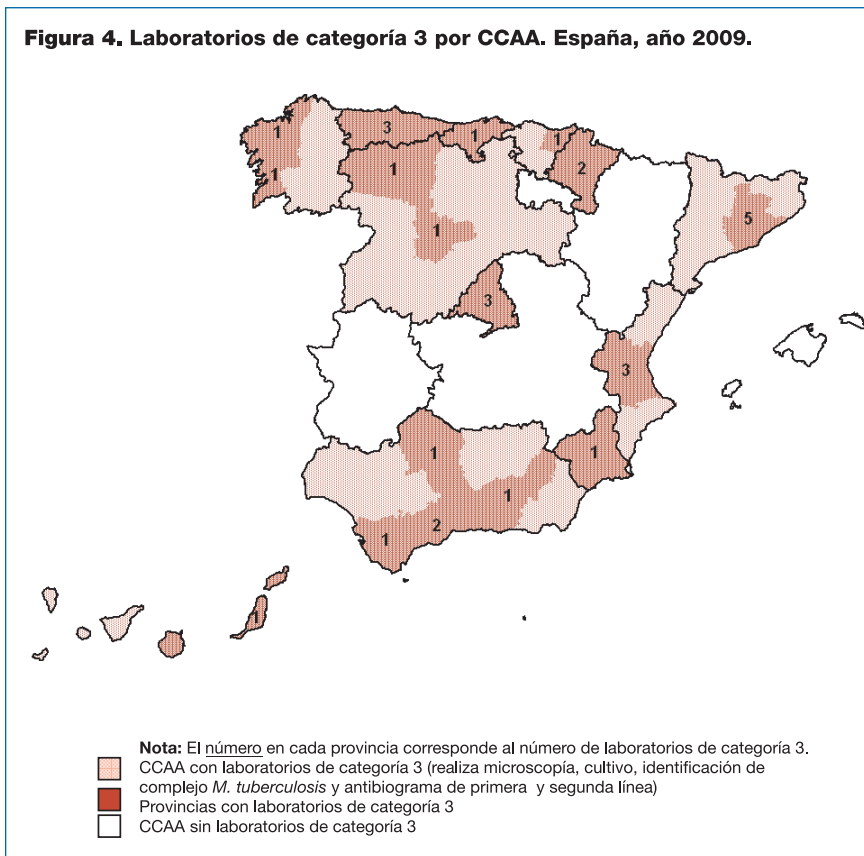 Figura 4. Laboratorios de categoría 3 por CCAA. España, año 2009.
1
3
1
1
1
1
2
5
1
3
3
1
1
1
2
1
1
Nota: El número en cada provincia corresponde al número de laboratorios de categoría 3.
CCAA con laboratorios de categoría 3 (realiza microscopía, cultivo, identificación de
complejo M. tuberculosis y antibiograma de primera y segunda línea)
Provincias con laboratorios de categoría 3
CCAA sin laboratorios de categoría 3